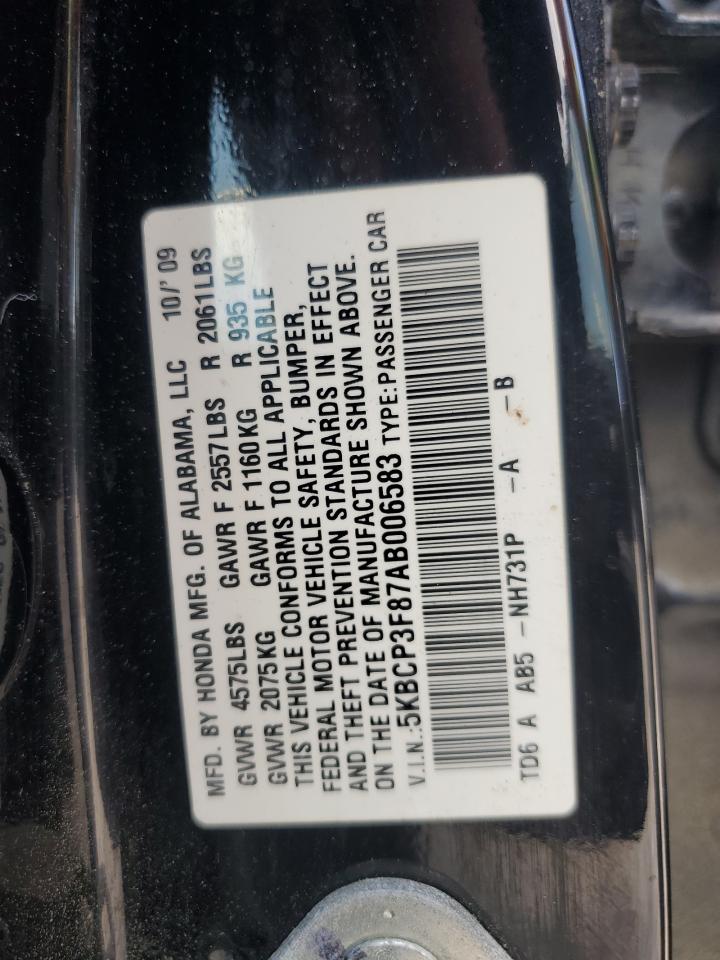 MFD. BY HONDA MFG. OF ALABAMA, LLC 10/' 09
GVWR 4575LBS GAWR F 2557LBS R 2061LBS
GVWR 2075KG GAWR F 1160KG R 935 KG
THIS VEHICLE CONFORMS TO ALL APPLICABLE
FEDERAL MOTOR VEHICLE SAFETY, BUMPER,
AND THEFT PREVENTION STANDARDS IN EFFECT
ON THE DATE OF MANUFACTURE SHOWN ABOVE.
V.I.N.:5KBCP3F87AB006583 TYPE:PASSENGER CAR
TD6 A AB5 -NH731P -A -B